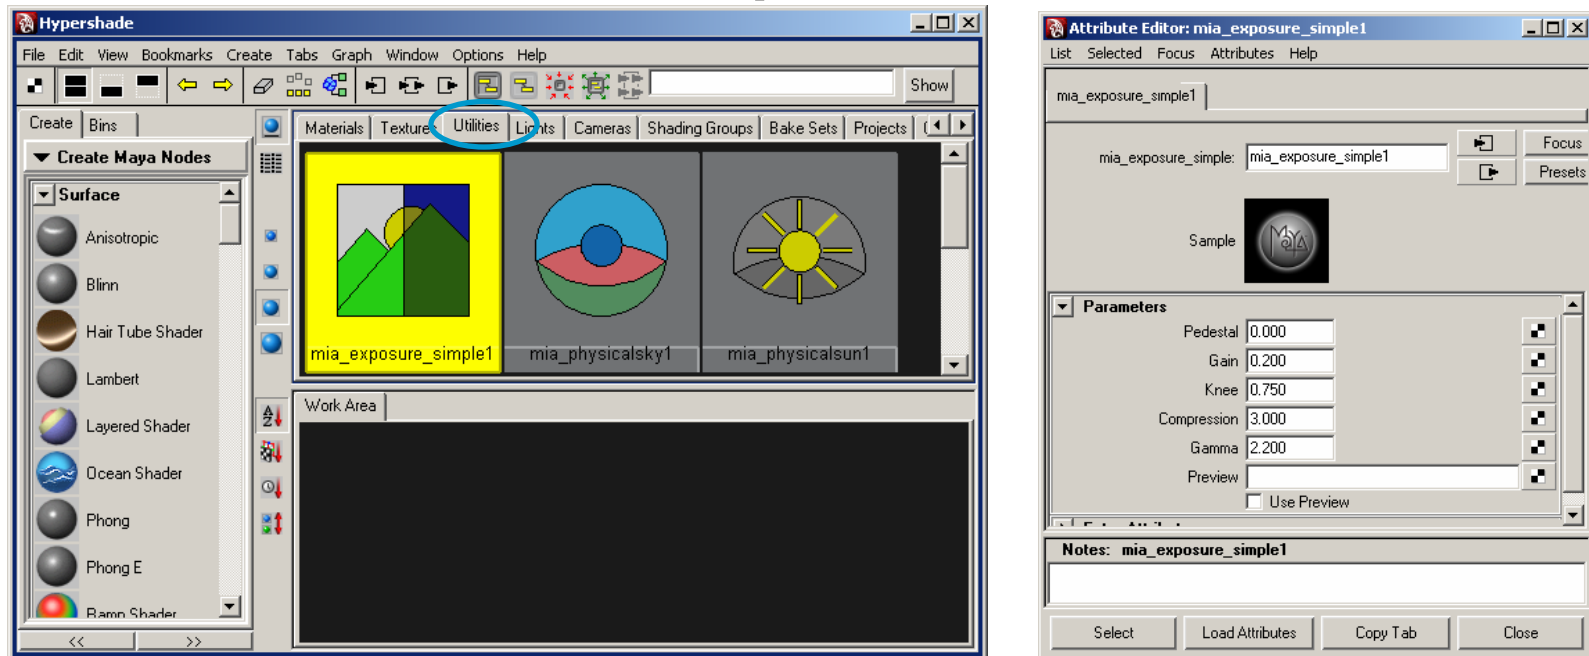 Hypershade
File Edit View Bookmarks Create Tabs Graph Window Options Help
Show
Create Bins
Materials Textures Utilities Lights Cameras Shading Groups Bake Sets Projects
Create Maya Nodes
Surface
Anisotropic
Blinn
Hair Tube Shader
Lambert
Layered Shader
Ocean Shader
Phong
Phong E
Ramp Shader
<< >>
mia_exposure_simple1 mia_physicalsky1 mia_physicalsun1
Work Area
Attribute Editor: mia_exposure_simple1
List Selected Focus Attributes Help
mia_exposure_simple1
mia_exposure_simple: mia_exposure_simple1
Focus
Presets
Sample
MAYA
Parameters
Pedestal 0.000
Gain 0.200
Knee 0.750
Compression 3.000
Gamma 2.200
Preview
Use Preview
Notes: mia_exposure_simple1
Select Load Attributes Copy Tab Close